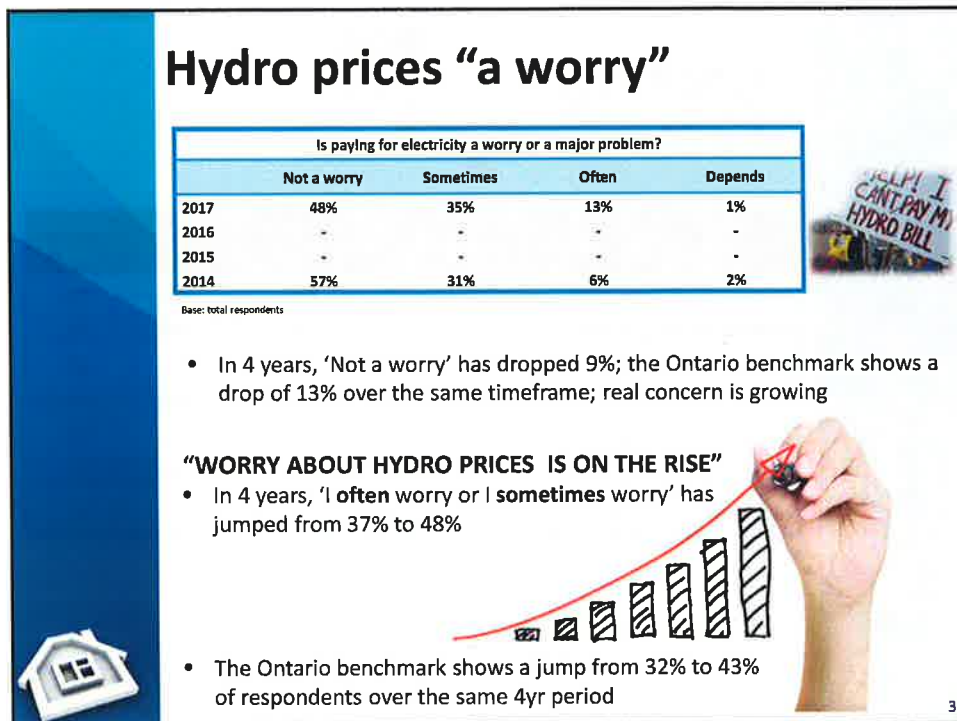 Hydro prices “a worry”
Is paying for electricity a worry or a major problem?
Not a worry Sometimes Often Depends
2017 48% 35% 13% 1%
2016 - - - -
2015 - - - -
2014 57% 31% 6% 2%
HELP! I
CAN'T PAY MY
HYDRO BILL
Base: total respondents
• In 4 years, ‘Not a worry’ has dropped 9%; the Ontario benchmark shows a
drop of 13% over the same timeframe; real concern is growing
“WORRY ABOUT HYDRO PRICES IS ON THE RISE”
• In 4 years, ‘I often worry or I sometimes worry’ has
jumped from 37% to 48%
• The Ontario benchmark shows a jump from 32% to 43%
of respondents over the same 4yr period
3